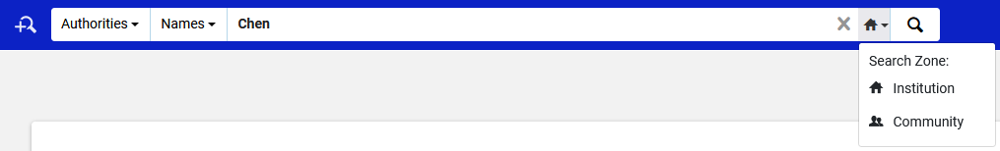 Authorities Names Chen
Search Zone:
Institution
Community